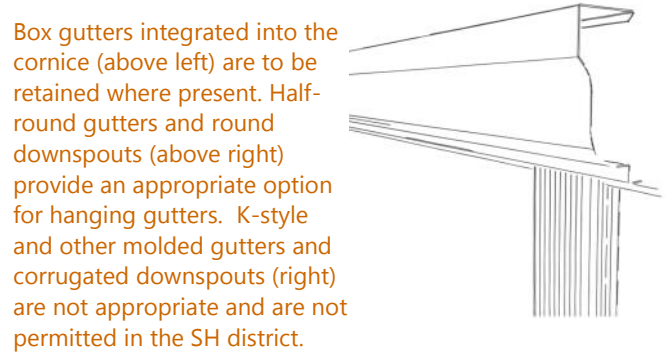 Box gutters integrated into the
cornice (above left) are to be
retained where present. Half-
round gutters and round
downspouts (above right)
provide an appropriate option
for hanging gutters.  K-style
and other molded gutters and
corrugated downspouts (right)
are not appropriate and are not
permitted in the SH district.